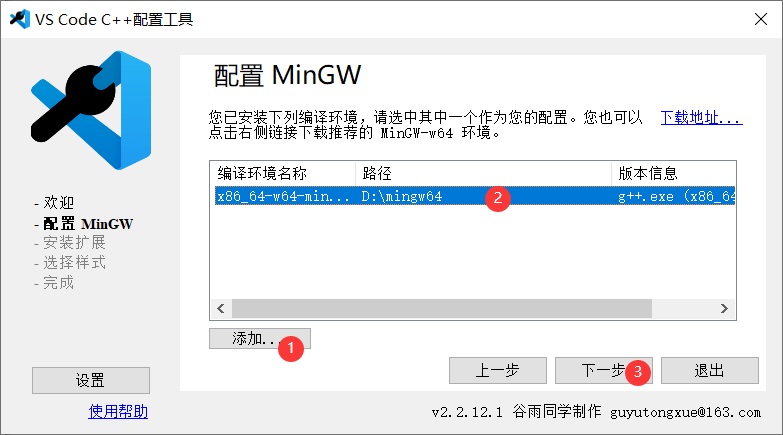 VS Code C++配置工具
配置 MinGW
您已安装下列编译环境，请选中其中一个作为您的配置。您也可以
点击右侧链接下载推荐的 MinGW-w64 环境。
下载地址...
编译环境名称 路径 版本信息
x86_64-w64-min... D:\mingw64 2 g++.exe (x86_64
- 欢迎
- 配置 MinGW
- 安装扩展
- 选择样式
- 完成
添加... 1
上一步 下一步 3 退出
设置
使用帮助
v2.2.12.1 谷雨同学制作 guyutongxue@163.com